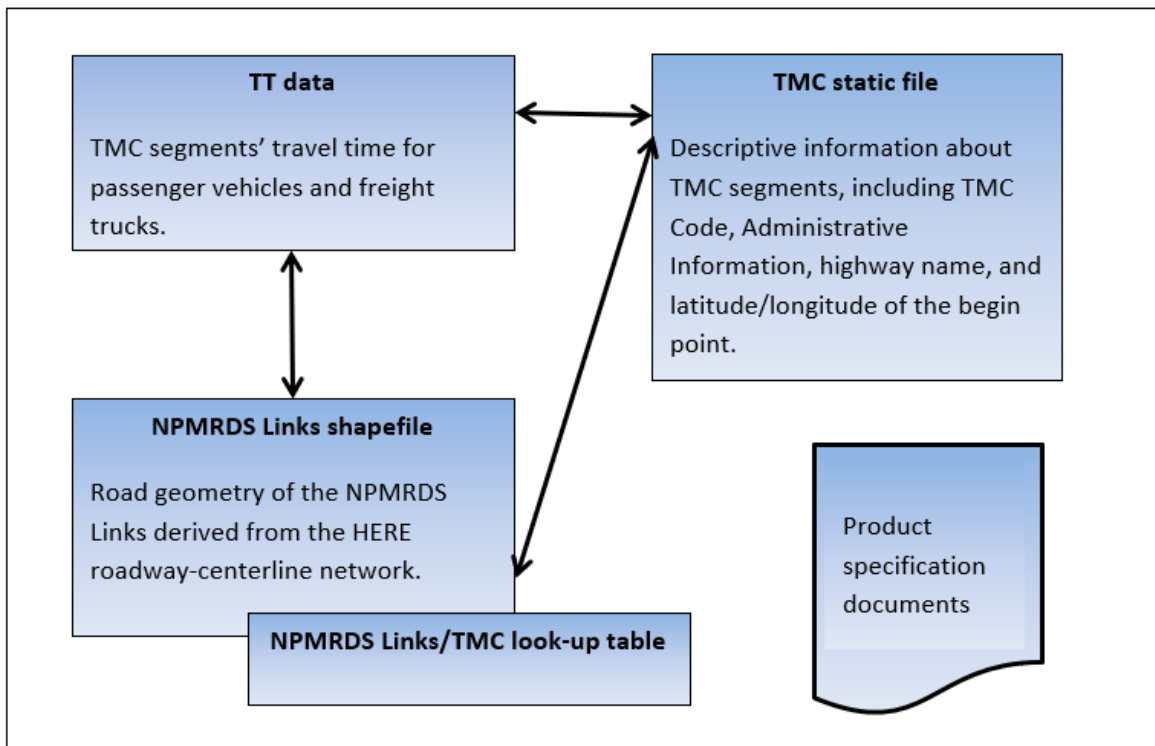 TT data
TMC segments’ travel time for
passenger vehicles and freight
trucks.
TMC static file
Descriptive information about
TMC segments, including TMC
Code, Administrative
Information, highway name, and
latitude/longitude of the begin
point.
NPMRDS Links shapefile
Road geometry of the NPMRDS
Links derived from the HERE
roadway-centerline network.
NPMRDS Links/TMC look-up table
Product
specification
documents